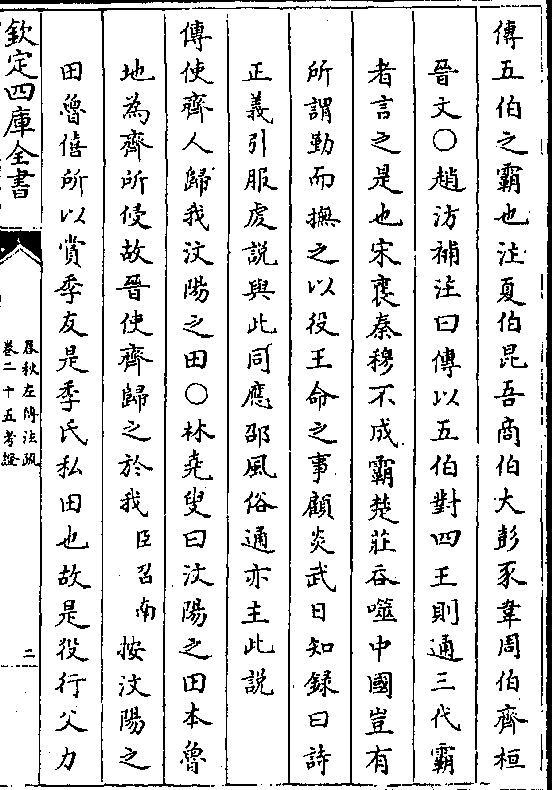 傳五伯之霸也注夏伯昆吾商伯大彭豕韋周伯齊桓
晉文○趙汸補注曰傳以五伯對四王則通三代霸
者言之是也宋襄秦穆不成霸楚莊吞噬中國豈有
所謂勤而撫之以役王命之事顧炎武日知録曰詩
正義引服虔説與此同應邵風俗通亦主此説
傳使齊人歸我汶陽之田○林堯叟曰汶陽之田本魯
地為齊所侵故晉使齊歸之於我臣召南按汶陽之
田魯僖所以賞季友是季氏私田也故是役行父力
欽定四庫全書
春秋左傳注疏
卷二十五考證
二